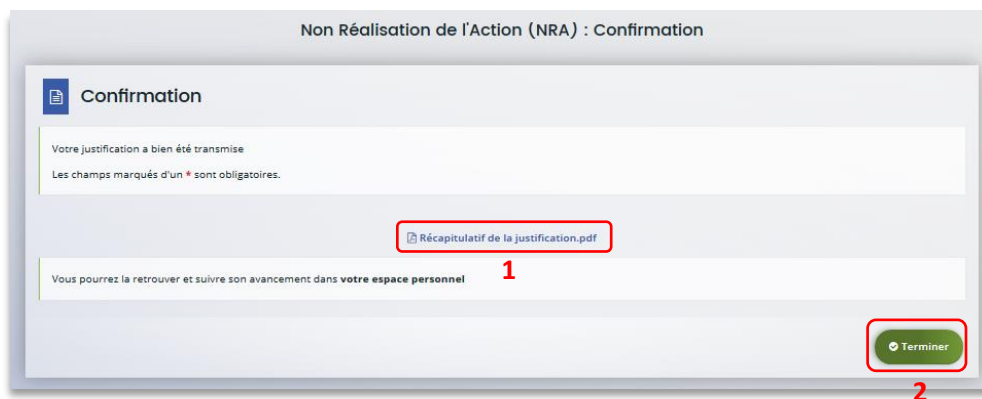 Non Réalisation de l'Action (NRA) : Confirmation
Confirmation
Votre justification a bien été transmise
Les champs marqués d'un * sont obligatoires.
Récapitulatif de la justification.pdf
1
Vous pourrez la retrouver et suivre son avancement dans votre espace personnel
Terminer
2